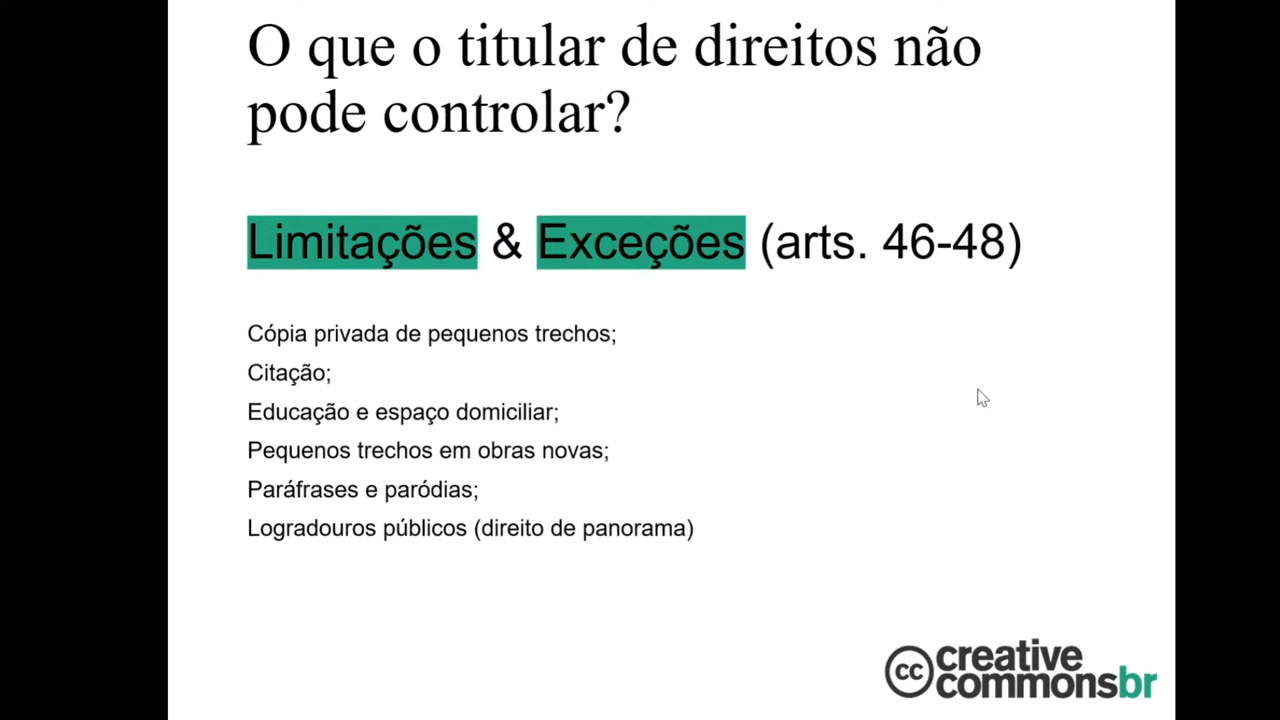 O que o titular de direitos não
pode controlar?
Limitações & Exceções (arts. 46-48)
Cópia privada de pequenos trechos;
Citação;
Educação e espaço domiciliar;
Pequenos trechos em obras novas;
Paráfrases e paródias;
Logradouros públicos (direito de panorama)
cc creative
commonsbr